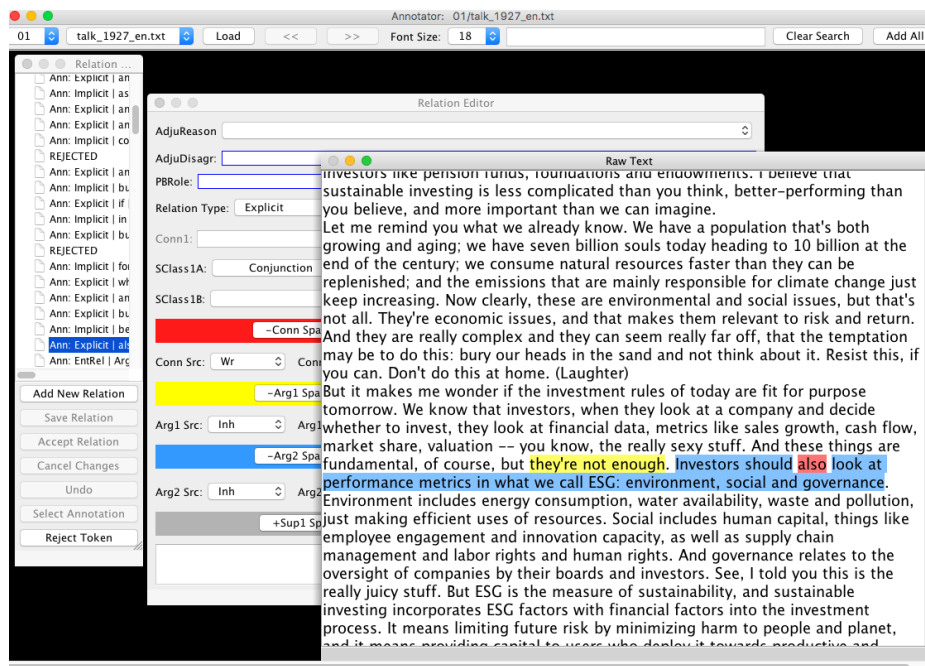 Annotator: 01/talk_1927_en.txt
01 talk_1927_en.txt Load << >> Font Size: 18 Clear Search Add All
Relation ...
Ann: Explicit | an
Ann: Implicit | as
Ann: Explicit | an
Ann: Explicit | an
Ann: Implicit | co
REJECTED
Ann: Explicit | an
Ann: Implicit | bu
Ann: Explicit | if |
Ann: Implicit | in
Ann: Explicit | bu
REJECTED
Ann: Implicit | fo
Ann: Explicit | wh
Ann: Explicit | an
Ann: Explicit | bu
Ann: Implicit | be
Ann: Explicit | als
Ann: EntRel | Arg
Add New Relation
Save Relation
Accept Relation
Cancel Changes
Undo
Select Annotation
Reject Token
Relation Editor
AdjuReason
AdjuDisagr:
PBRole:
Relation Type: Explicit
Conn1:
SClass1A: Conjunction
SClass1B:
-Conn Spa
Conn Src: Wr Conn
-Arg1 Spa
Arg1 Src: Inh Arg1
-Arg2 Spa
Arg2 Src: Inh Arg2
+Sup1 Sp
Raw Text
investors like pension funds, foundations and endowments. I believe that
sustainable investing is less complicated than you think, better-performing than
you believe, and more important than we can imagine.
Let me remind you what we already know. We have a population that's both
growing and aging; we have seven billion souls today heading to 10 billion at the
end of the century; we consume natural resources faster than they can be
replenished; and the emissions that are mainly responsible for climate change just
keep increasing. Now clearly, these are environmental and social issues, but that's
not all. They're economic issues, and that makes them relevant to risk and return.
And they are really complex and they can seem really far off, that the temptation
may be to do this: bury our heads in the sand and not think about it. Resist this, if
you can. Don't do this at home. (Laughter)
But it makes me wonder if the investment rules of today are fit for purpose
tomorrow. We know that investors, when they look at a company and decide
whether to invest, they look at financial data, metrics like sales growth, cash flow,
market share, valuation -- you know, the really sexy stuff. And these things are
fundamental, of course, but they're not enough. Investors should also look at
performance metrics in what we call ESG: environment, social and governance.
Environment includes energy consumption, water availability, waste and pollution,
just making efficient uses of resources. Social includes human capital, things like
employee engagement and innovation capacity, as well as supply chain
management and labor rights and human rights. And governance relates to the
oversight of companies by their boards and investors. See, I told you this is the
really juicy stuff. But ESG is the measure of sustainability, and sustainable
investing incorporates ESG factors with financial factors into the investment
process. It means limiting future risk by minimizing harm to people and planet,
and it means providing capital to users who deploy it towards productive and